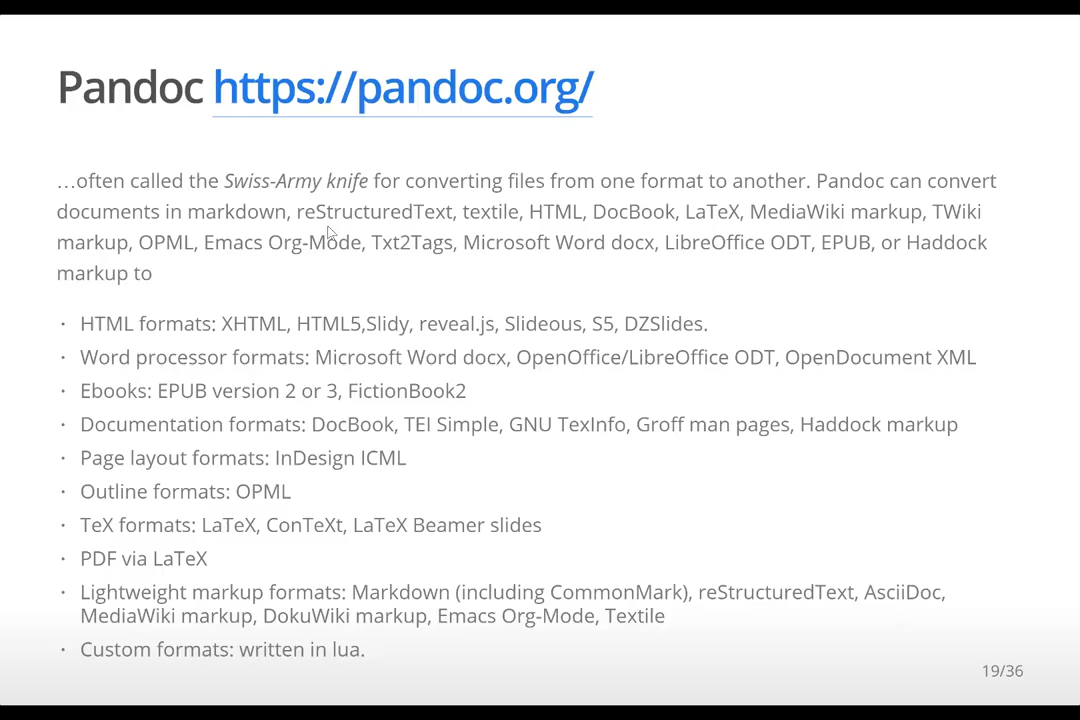 Pandoc https://pandoc.org/
…often called the Swiss-Army knife for converting files from one format to another. Pandoc can convert
documents in markdown, reStructuredText, textile, HTML, DocBook, LaTeX, MediaWiki markup, TWiki
markup, OPML, Emacs Org-Mode, Txt2Tags, Microsoft Word docx, LibreOffice ODT, EPUB, or Haddock
markup to
· HTML formats: XHTML, HTML5,Slidy, reveal.js, Slideous, S5, DZSlides.
· Word processor formats: Microsoft Word docx, OpenOffice/LibreOffice ODT, OpenDocument XML
· Ebooks: EPUB version 2 or 3, FictionBook2
· Documentation formats: DocBook, TEI Simple, GNU TexInfo, Groff man pages, Haddock markup
· Page layout formats: InDesign ICML
· Outline formats: OPML
· TeX formats: LaTeX, ConTeXt, LaTeX Beamer slides
· PDF via LaTeX
· Lightweight markup formats: Markdown (including CommonMark), reStructuredText, AsciiDoc,
MediaWiki markup, DokuWiki markup, Emacs Org-Mode, Textile
· Custom formats: written in lua.
19/36